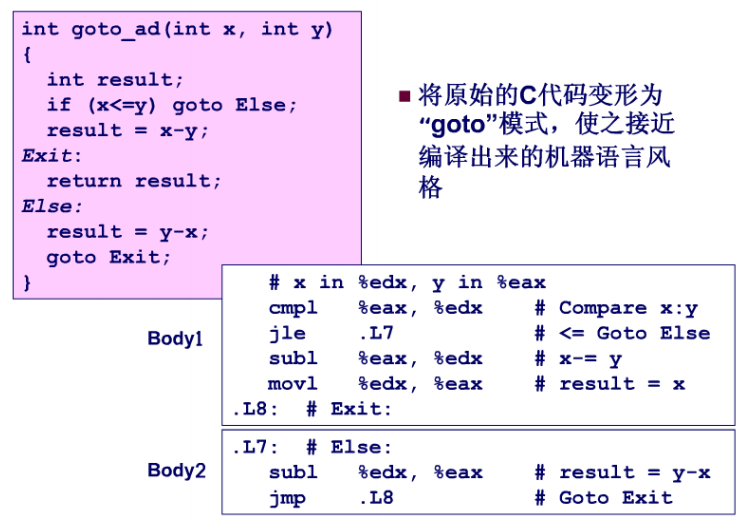 int goto_ad(int x, int y)
{
int result;
if (x<=y) goto Else;
result = x-y;
Exit:
return result;
Else:
result = y-x;
goto Exit;
}
■ 将原始的C代码变形为
“goto”模式，使之接近
编译出来的机器语言风
格
Body1
# x in %edx, y in %eax
cmpl %eax, %edx # Compare x:y
jle .L7 # <= Goto Else
subl %eax, %edx # x-= y
movl %edx, %eax # result = x
.L8: # Exit:
Body2
.L7: # Else:
subl %edx, %eax # result = y-x
jmp .L8 # Goto Exit